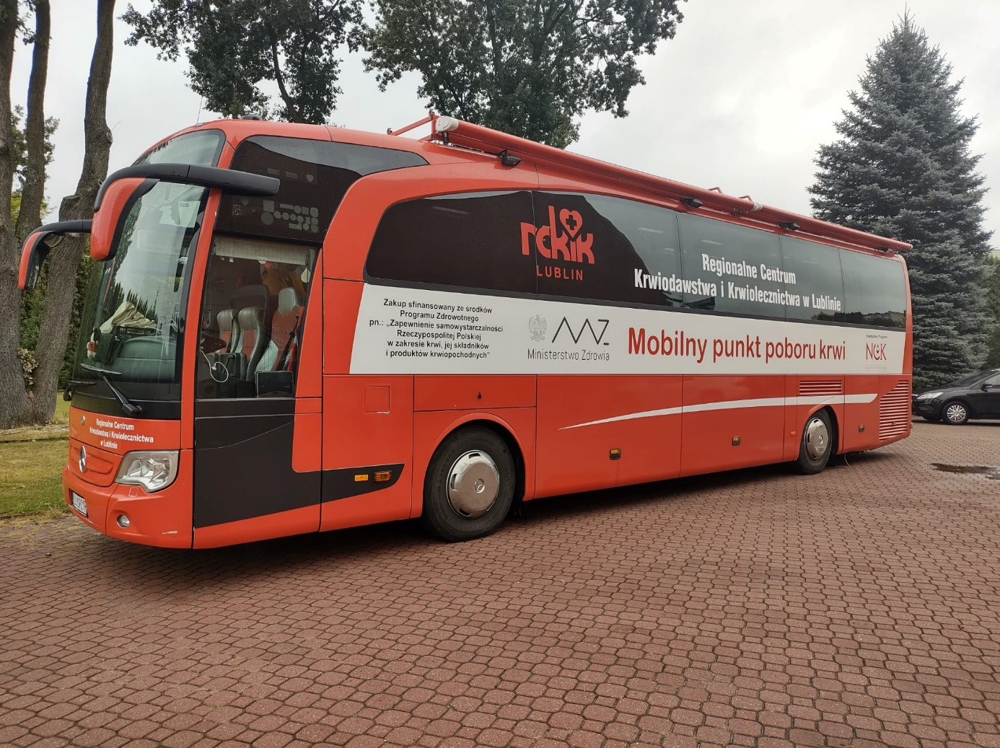 rckik
LUBLIN
Regionalne Centrum
Krwiodawstwa i Krwiolecznictwa w Lublinie
Zakup sfinansowany ze środków
Programu Zdrowotnego
pn.: „Zapewnienie samowystarczalności
Rzeczypospolitej Polskiej
w zakresie krwi, jej składników
i produktów krwiopochodnych”
MZ
Ministerstwo Zdrowia
Mobilny punkt poboru krwi
NCK
Regionalne Centrum
Krwiodawstwa i Krwiolecznictwa
w Lublinie